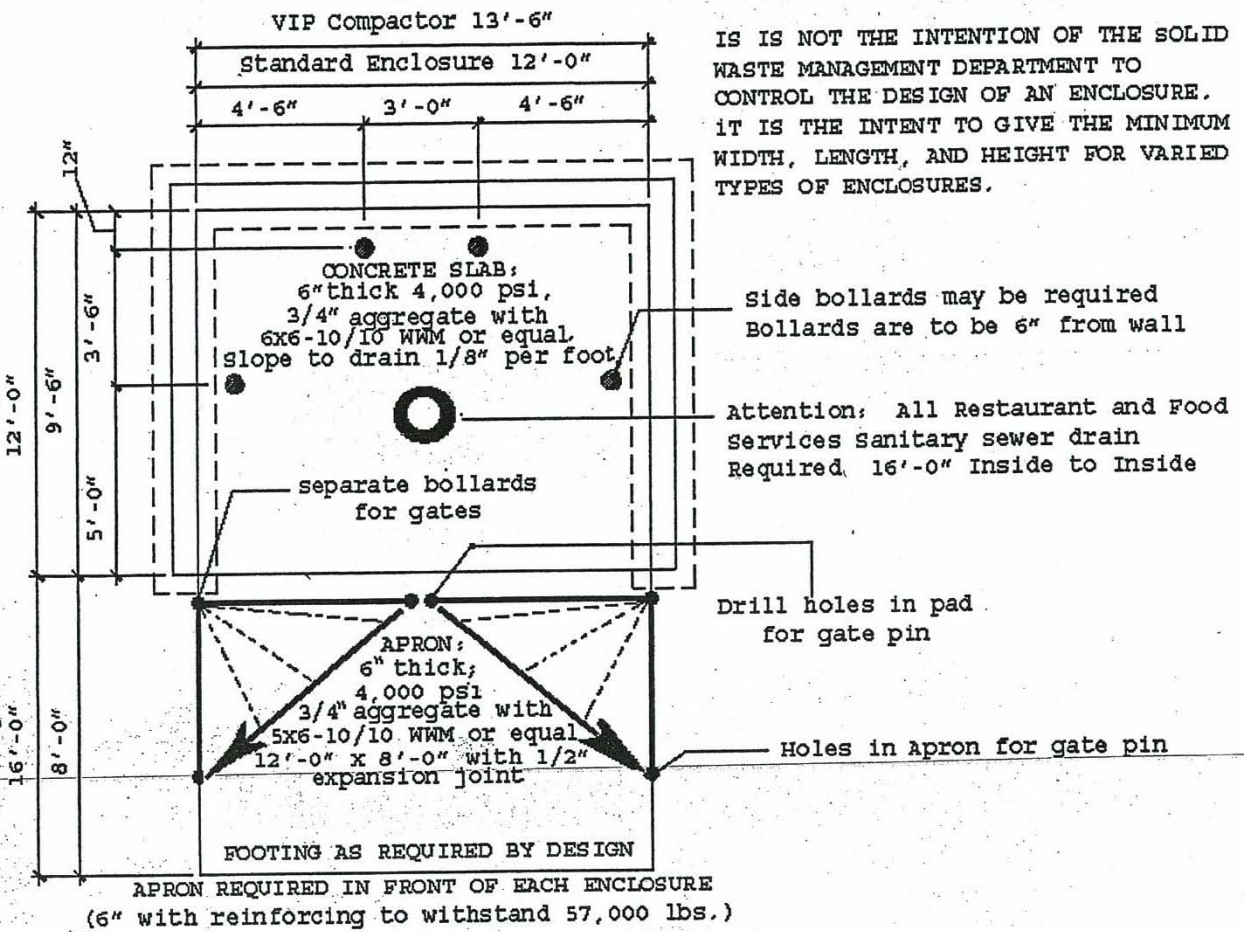 VIP Compactor 13'-6"
Standard Enclosure 12'-0"
4'-6" 3'-0" 4'-6"
IS IS NOT THE INTENTION OF THE SOLID
WASTE MANAGEMENT DEPARTMENT TO
CONTROL THE DESIGN OF AN ENCLOSURE.
iT IS THE INTENT TO GIVE THE MINIMUM
WIDTH, LENGTH, AND HEIGHT FOR VARIED
TYPES OF ENCLOSURES.
12"
12'-0"
9'-6"
3'-6"
5'-0"
CONCRETE SLAB:
6"thick 4,000 psi,
3/4" aggregate with
6X6-10/10 WWM or equal.
Slope to drain 1/8" per foot
Side bollards may be required
Bollards are to be 6" from wall
Attention: All Restaurant and Food
Services Sanitary sewer drain
Required 16'-0" Inside to Inside
separate bollards
for gates
Drill holes in pad
for gate pin
16'-0"
8'-0"
APRON:
6" thick;
4,000 psi
3/4" aggregate with
5X6-10/10 WWM or equal
12'-0" x 8'-0" with 1/2"
expansion joint
Holes in Apron for gate pin
FOOTING AS REQUIRED BY DESIGN
APRON REQUIRED IN FRONT OF EACH ENCLOSURE
(6" with reinforcing to withstand 57,000 lbs.)